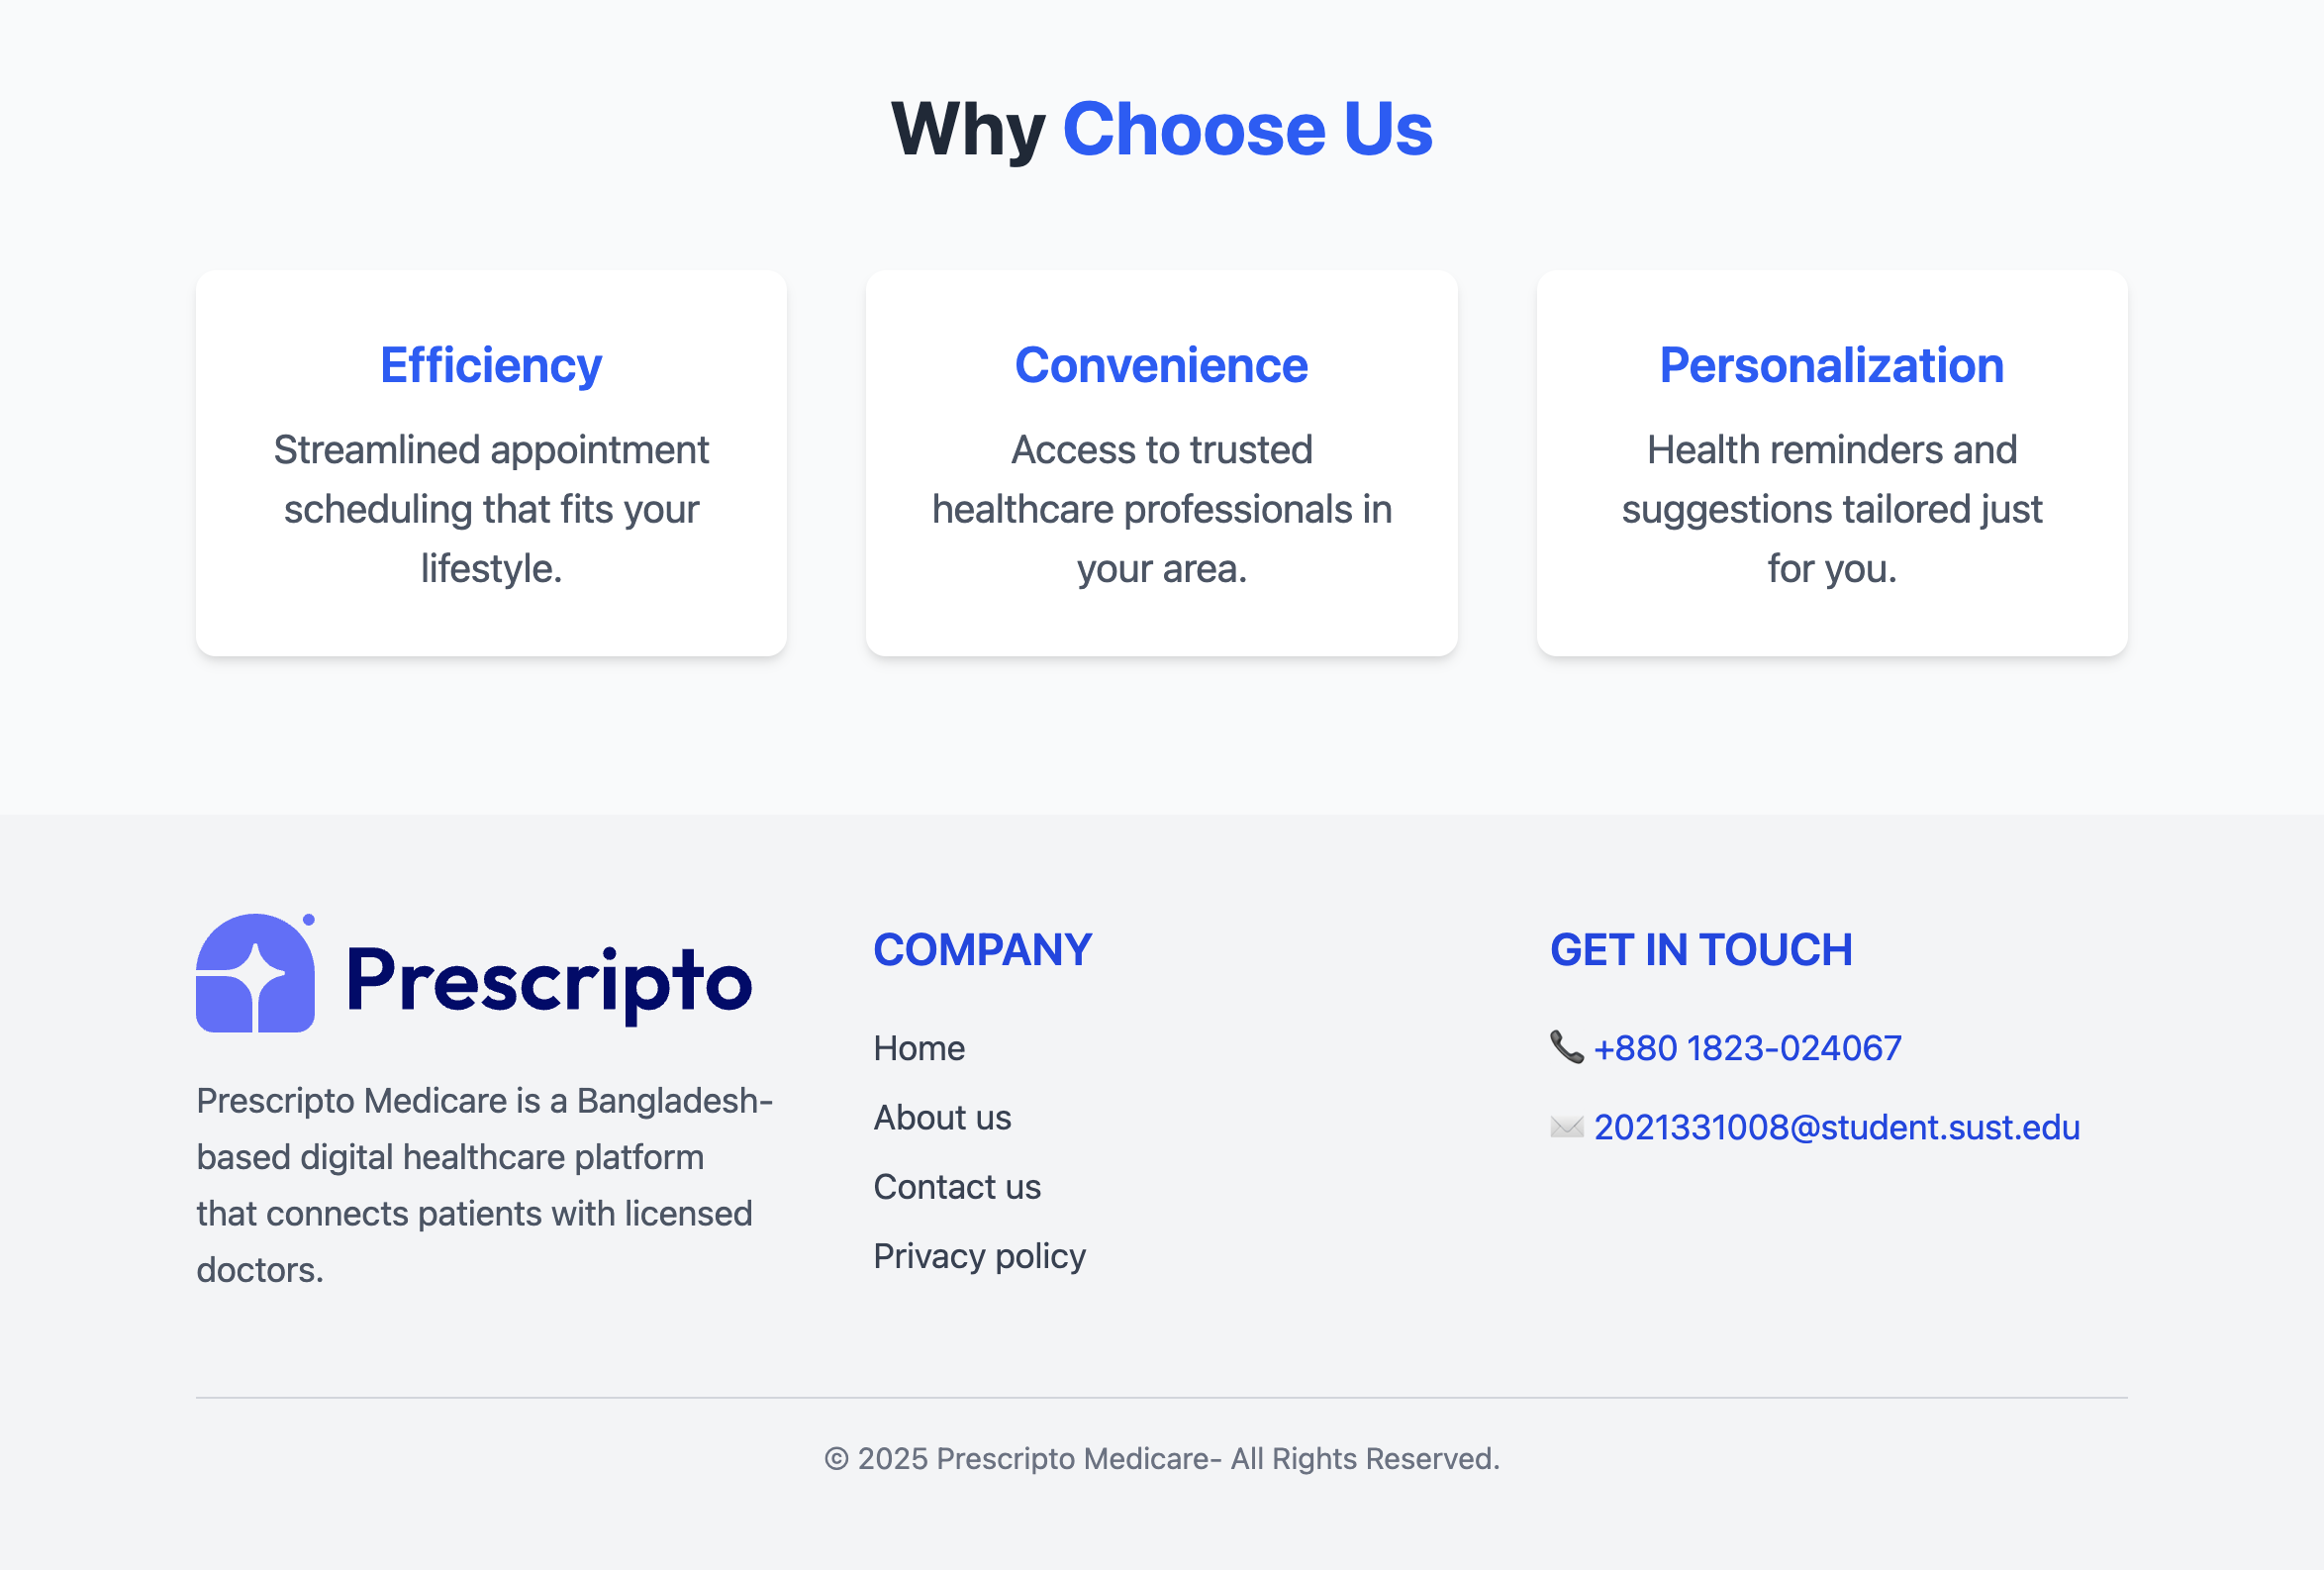 Why Choose Us
Efficiency
Streamlined appointment
scheduling that fits your
lifestyle.
Convenience
Access to trusted
healthcare professionals in
your area.
Personalization
Health reminders and
suggestions tailored just
for you.
Prescripto
Prescripto Medicare is a Bangladesh-
based digital healthcare platform
that connects patients with licensed
doctors.
COMPANY
Home
About us
Contact us
Privacy policy
GET IN TOUCH
+880 1823-024067
2021331008@student.sust.edu
© 2025 Prescripto Medicare- All Rights Reserved.